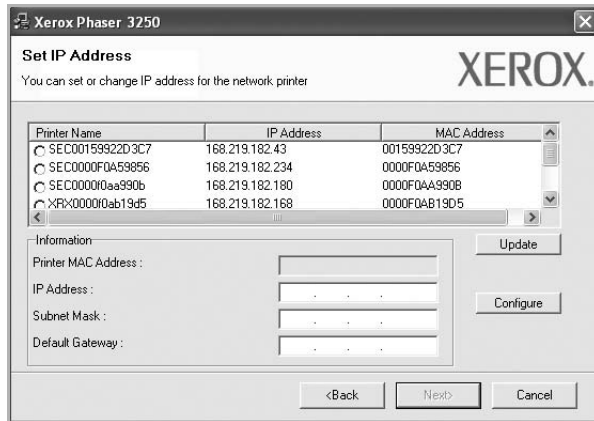 Xerox Phaser 3250
Set IP Address
You can set or change IP address for the network printer
XEROX.
Printer Name IP Address MAC Address
SEC00159922D3C7 168.219.182.43 00159922D3C7
SEC0000F0A59856 168.219.182.234 0000F0A59856
SEC0000f0aa990b 168.219.182.180 0000F0AA990B
XRX0000f0ab19d5 168.219.182.168 0000F0AB19D5
Information
Update
Printer MAC Address :
IP Address : . . .
Configure
Subnet Mask : . . .
Default Gateway : . . .
<Back Next> Cancel